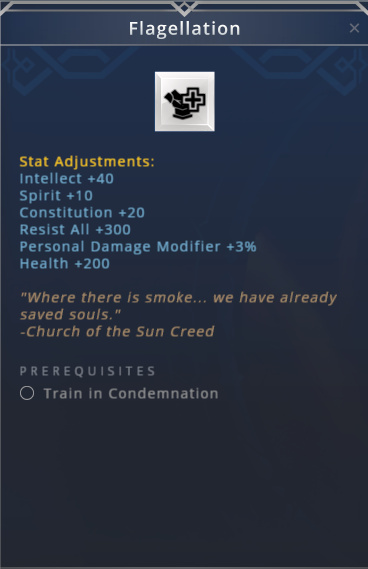 Flagellation
Stat Adjustments:
Intellect +40
Spirit +10
Constitution +20
Resist All +300
Personal Damage Modifier +3%
Health +200
"Where there is smoke... we have already
saved souls."
-Church of the Sun Creed
PREREQUISITES
Train in Condemnation